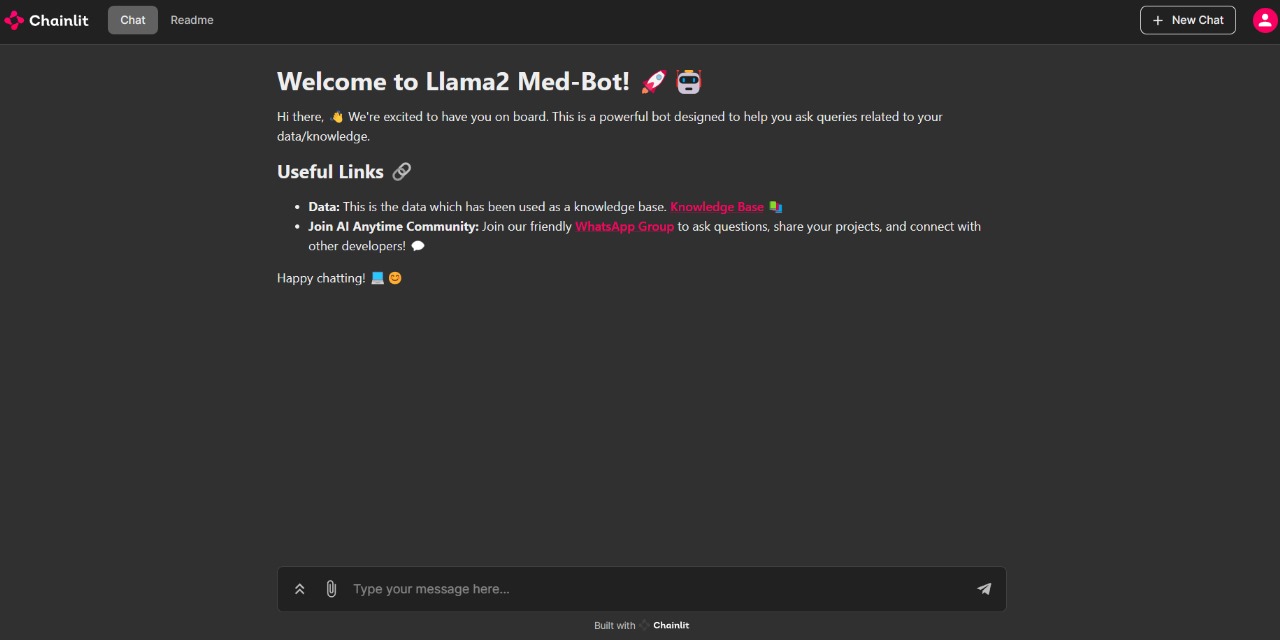 Chainlit Chat Readme + New Chat
Welcome to Llama2 Med-Bot! 🚀 🤖
Hi there, 👋 We're excited to have you on board. This is a powerful bot designed to help you ask queries related to your
data/knowledge.
Useful Links 🔗
• Data: This is the data which has been used as a knowledge base. Knowledge Base 📚
• Join AI Anytime Community: Join our friendly WhatsApp Group to ask questions, share your projects, and connect with
other developers! 💬
Happy chatting! 💻 😊
Type your message here...
Built with Chainlit